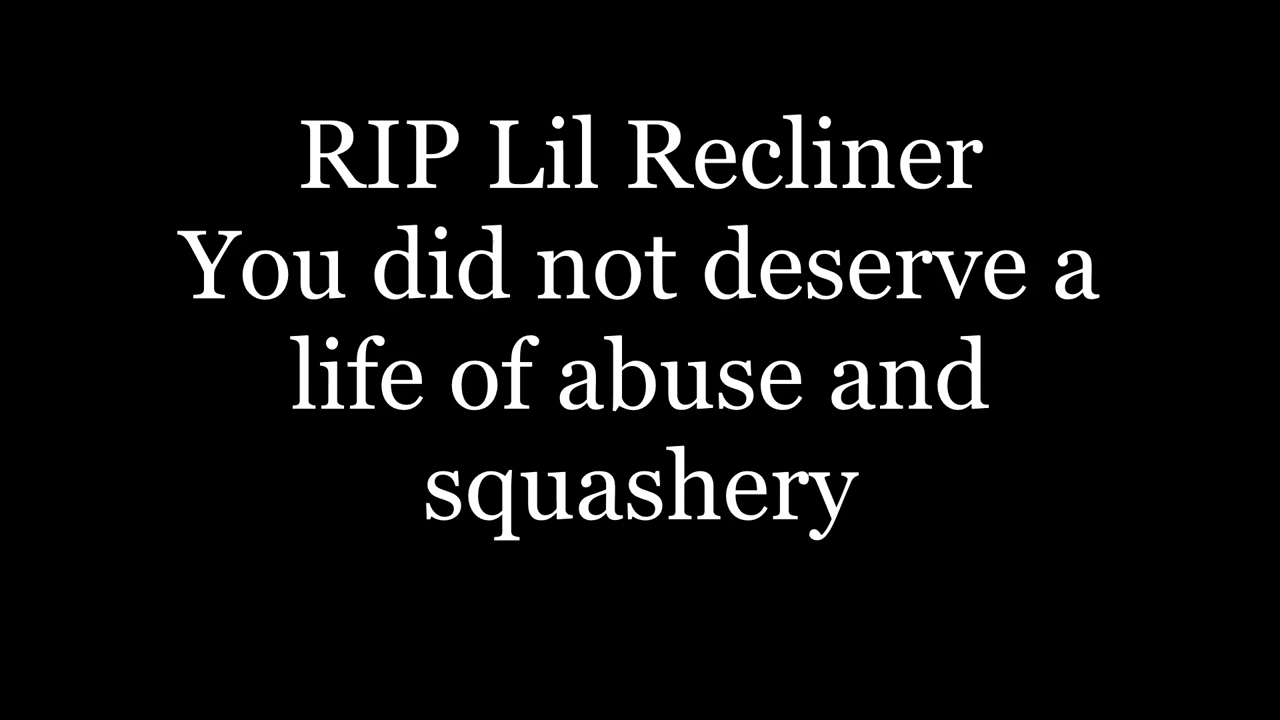 RIP Lil Recliner
You did not deserve a
life of abuse and
squashery